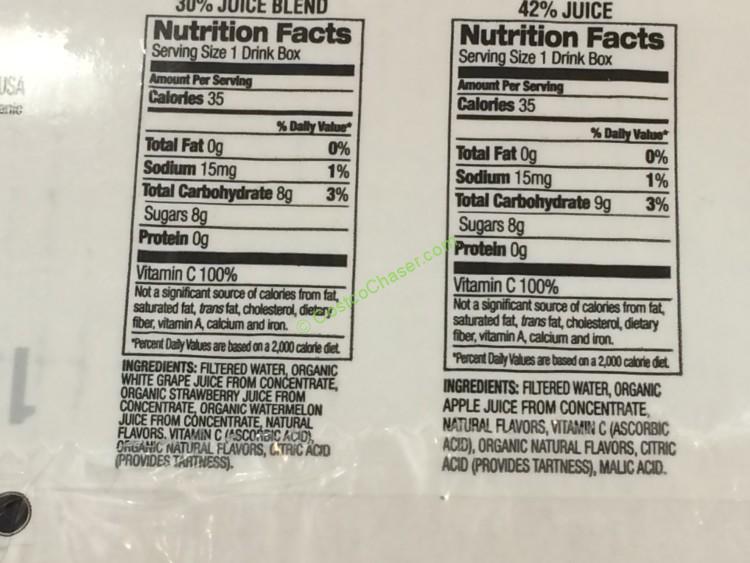 30% JUICE BLEND
Nutrition Facts
Serving Size 1 Drink Box
Amount Per Serving
Calories 35
% Daily Value*
Total Fat 0g 0%
Sodium 15mg 1%
Total Carbohydrate 8g 3%
Sugars 8g
Protein 0g
Vitamin C 100%
Not a significant source of calories from fat,
saturated fat, trans fat, cholesterol, dietary
fiber, vitamin A, calcium and iron.
*Percent Daily Values are based on a 2,000 calorie diet.
INGREDIENTS: FILTERED WATER, ORGANIC
WHITE GRAPE JUICE FROM CONCENTRATE,
ORGANIC STRAWBERRY JUICE FROM
CONCENTRATE, ORGANIC WATERMELON
JUICE FROM CONCENTRATE, NATURAL
FLAVORS, VITAMIN C (ASCORBIC ACID),
ORGANIC NATURAL FLAVORS, CITRIC ACID
(PROVIDES TARTNESS).
42% JUICE
Nutrition Facts
Serving Size 1 Drink Box
Amount Per Serving
Calories 35
% Daily Value*
Total Fat 0g 0%
Sodium 15mg 1%
Total Carbohydrate 9g 3%
Sugars 8g
Protein 0g
Vitamin C 100%
Not a significant source of calories from fat,
saturated fat, trans fat, cholesterol, dietary
fiber, vitamin A, calcium and iron.
*Percent Daily Values are based on a 2,000 calorie diet.
INGREDIENTS: FILTERED WATER, ORGANIC
APPLE JUICE FROM CONCENTRATE,
NATURAL FLAVORS, VITAMIN C (ASCORBIC
ACID), ORGANIC NATURAL FLAVORS, CITRIC
ACID (PROVIDES TARTNESS), MALIC ACID.
USA
© CostcoChaser.com